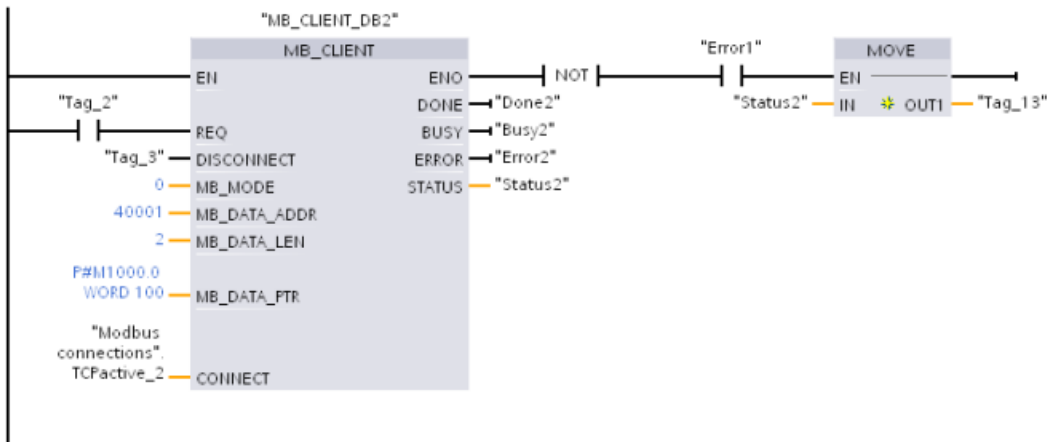 "MB_CLIENT_DB2"
MB_CLIENT
"Error1"
MOVE
EN
ENO
NOT
EN
"Tag_2"
DONE
"Done2"
"Status2"
IN
OUT1
"Tag_13"
REQ
BUSY
"Busy2"
"Tag_3"
DISCONNECT
ERROR
"Error2"
0
MB_MODE
STATUS
"Status2"
40001
MB_DATA_ADDR
2
MB_DATA_LEN
P#M1000.0
WORD 100
MB_DATA_PTR
"Modbus
connections".
TCPactive_2
CONNECT